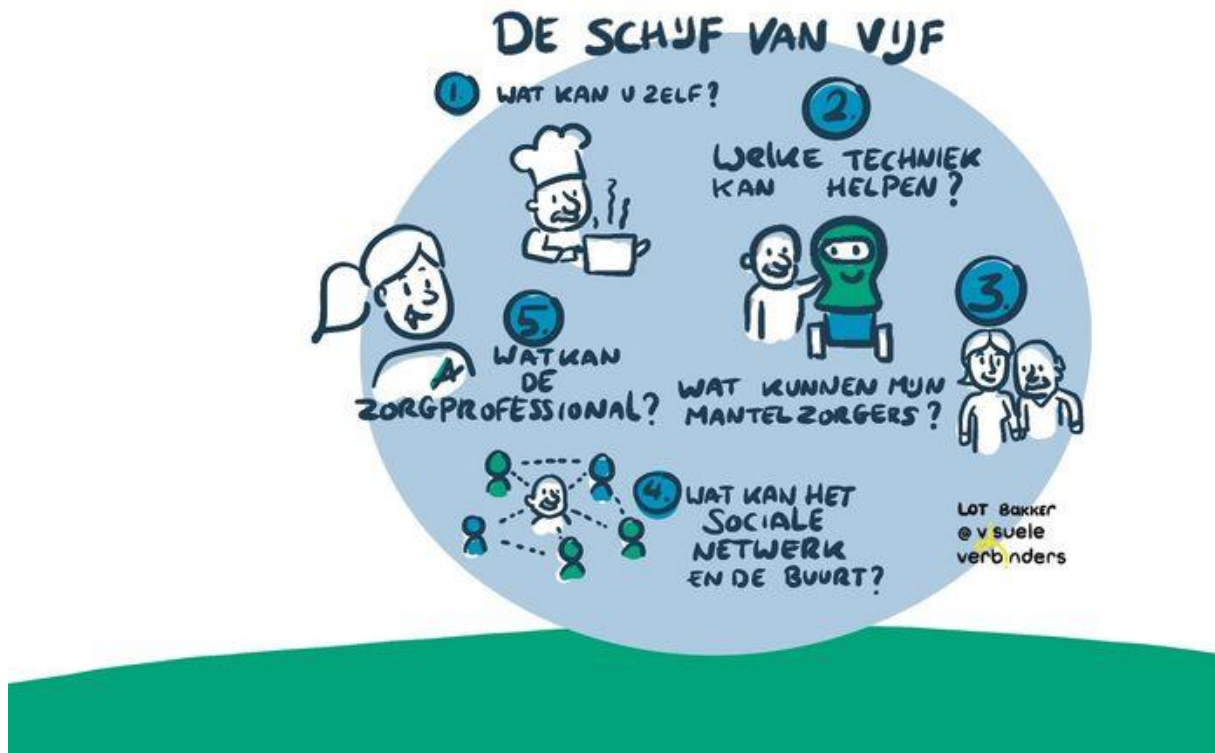 DE SCHIJF VAN VIJF
1. WAT KAN U ZELF?
2.
WELKE TECHNIEK
KAN HELPEN?
3.
WAT KUNNEN MIJN
MANTELZORGERS?
4. WAT KAN HET
SOCIALE
NETWERK
EN DE BUURT?
5.
WAT KAN
DE
ZORGPROFESSIONAL?
LOT BAKKER
@ visuele
verbinders